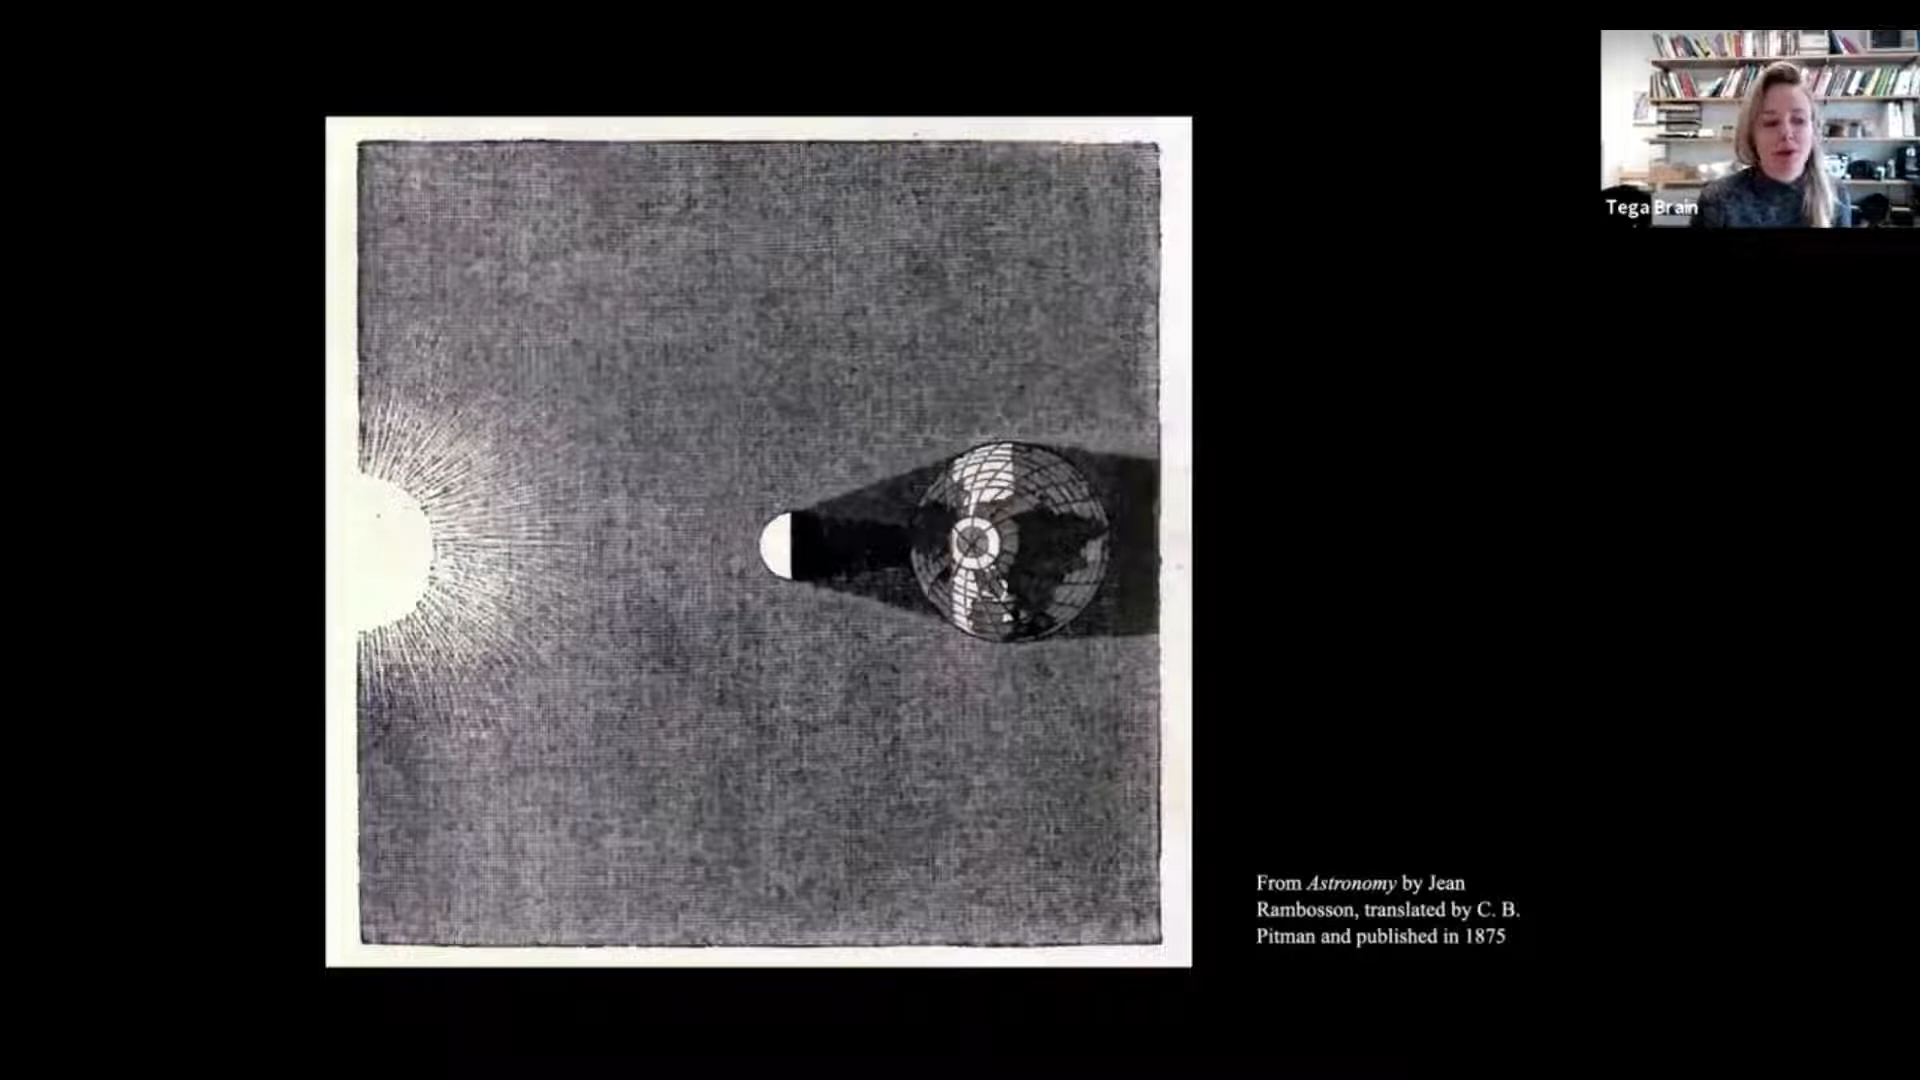 Tega Brain
From Astronomy by Jean
Rambosson, translated by C. B.
Pitman and published in 1875